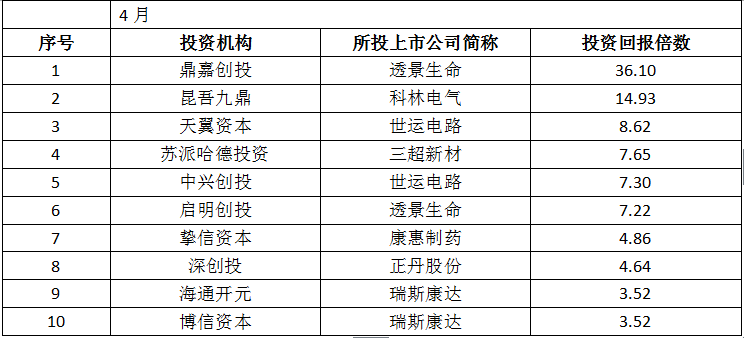 4 月
序号 投资机构 所投上市公司简称 投资回报倍数
1 鼎嘉创投 透景生命 36.10
2 昆吾九鼎 科林电气 14.93
3 天翼资本 世运电路 8.62
4 苏派哈德投资 三超新材 7.65
5 中兴创投 世运电路 7.30
6 启明创投 透景生命 7.22
7 挚信资本 康惠制药 4.86
8 深创投 正丹股份 4.64
9 海通开元 瑞斯康达 3.52
10 博信资本 瑞斯康达 3.52